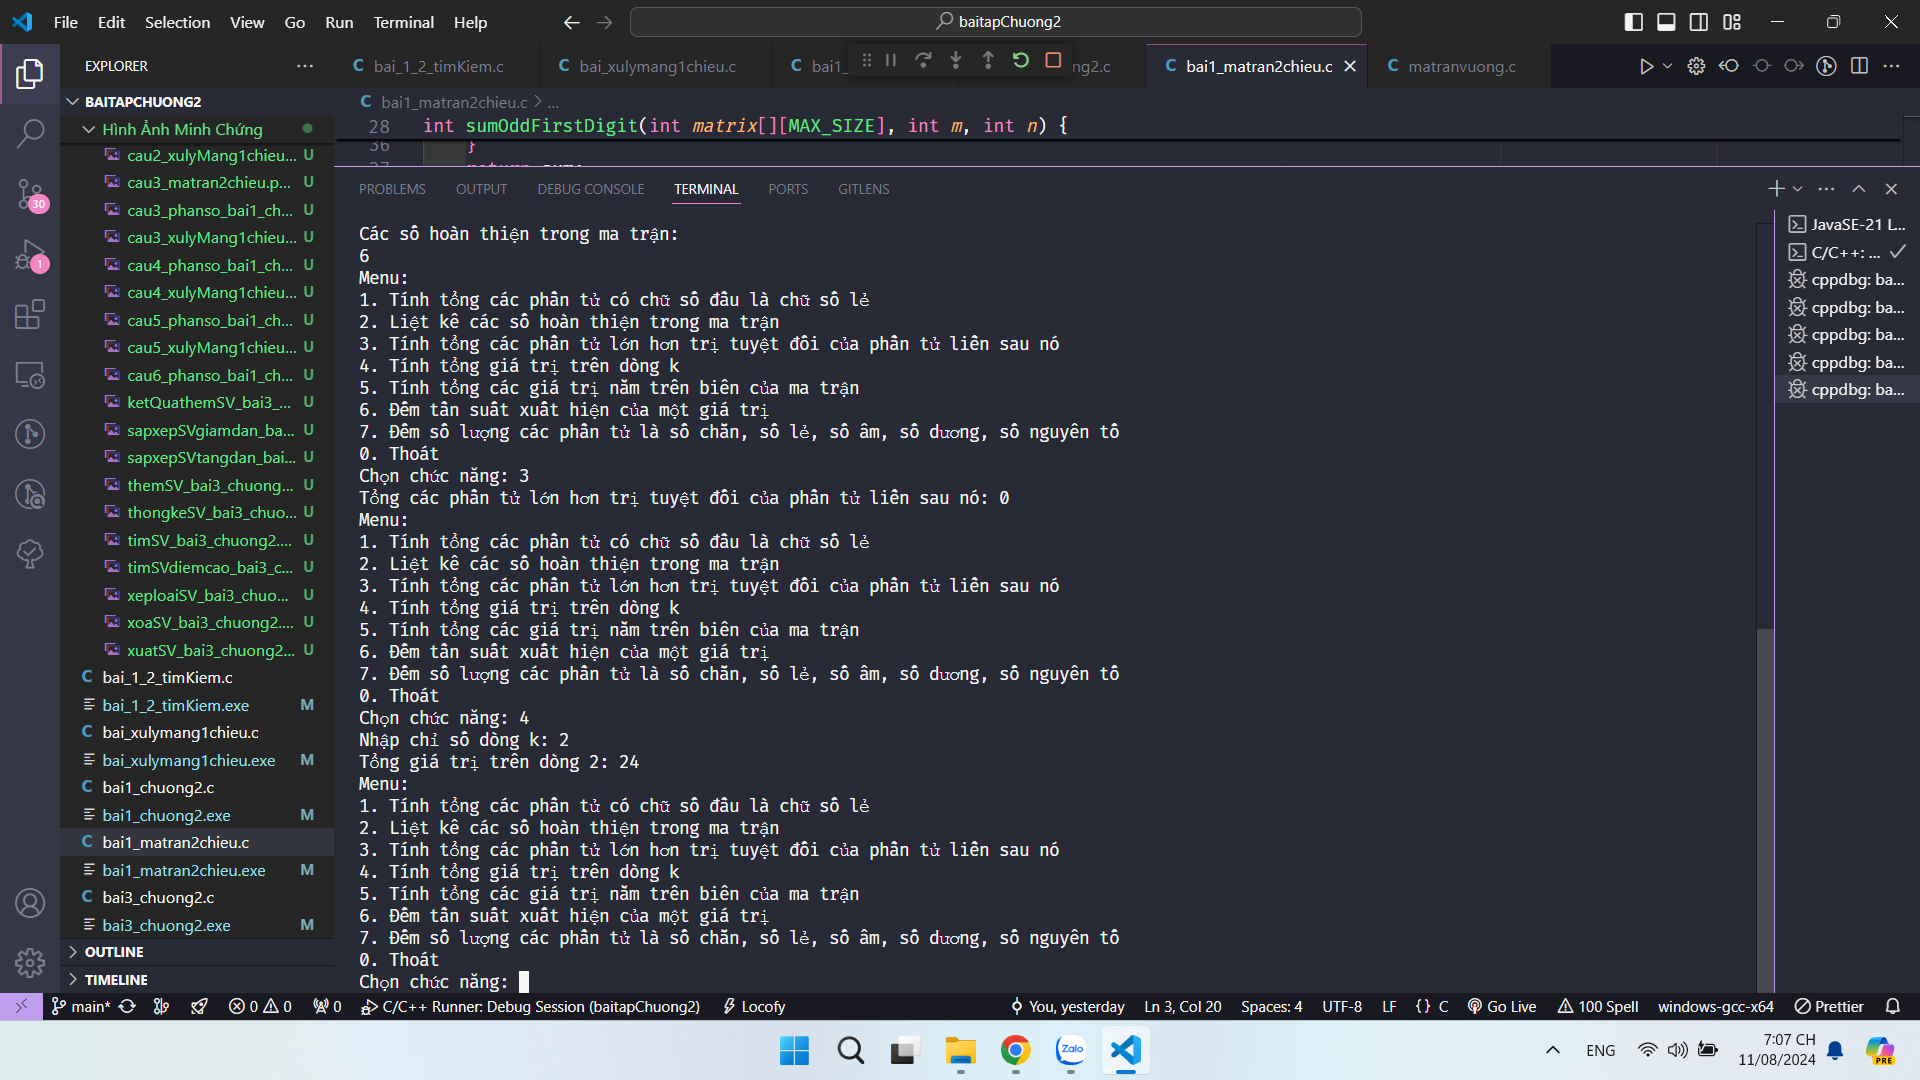 File Edit Selection View Go Run Terminal Help
baitapChuong2
EXPLORER
bai_1_2_timKiem.c
bai_xulymang1chieu.c
bai1_
ng2.c
bai1_matran2chieu.c
matranvuong.c
BAITAPCHUONG2
bai1_matran2chieu.c > ...
Hình Ảnh Minh Chứng
28 int sumOddFirstDigit(int matrix[][MAX_SIZE], int m, int n) {
36 }
cau2_xulyMang1chieu... U
cau3_matran2chieu.p... U
cau3_phanso_bai1_ch... U
cau3_xulyMang1chieu... U
cau4_phanso_bai1_ch... U
cau4_xulyMang1chieu... U
cau5_phanso_bai1_ch... U
cau5_xulyMang1chieu... U
cau6_phanso_bai1_ch... U
ketQuathemSV_bai3_... U
sapxepSVgiamdan_ba... U
sapxepSVtangdan_bai... U
themSV_bai3_chuong... U
thongkeSV_bai3_chuo... U
timSV_bai3_chuong2.... U
timSVdiemcao_bai3_c... U
xeploaiSV_bai3_chuo... U
xoaSV_bai3_chuong2.... U
xuatSV_bai3_chuong2... U
bai_1_2_timKiem.c
bai_1_2_timKiem.exe M
bai_xulymang1chieu.c
bai_xulymang1chieu.exe M
bai1_chuong2.c
bai1_chuong2.exe M
bai1_matran2chieu.c
bai1_matran2chieu.exe M
bai3_chuong2.c
bai3_chuong2.exe M
OUTLINE
TIMELINE
30
1
PROBLEMS OUTPUT DEBUG CONSOLE TERMINAL PORTS GITLENS
Các số hoàn thiện trong ma trận:
6
Menu:
1. Tính tổng các phần tử có chữ số đầu là chữ số lẻ
2. Liệt kê các số hoàn thiện trong ma trận
3. Tính tổng các phần tử lớn hơn trị tuyệt đối của phần tử liền sau nó
4. Tính tổng giá trị trên dòng k
5. Tính tổng các giá trị nằm trên biên của ma trận
6. Đếm tần suất xuất hiện của một giá trị
7. Đếm số lượng các phần tử là số chẵn, số lẻ, số âm, số dương, số nguyên tố
0. Thoát
Chọn chức năng: 3
Tổng các phần tử lớn hơn trị tuyệt đối của phần tử liền sau nó: 0
Menu:
1. Tính tổng các phần tử có chữ số đầu là chữ số lẻ
2. Liệt kê các số hoàn thiện trong ma trận
3. Tính tổng các phần tử lớn hơn trị tuyệt đối của phần tử liền sau nó
4. Tính tổng giá trị trên dòng k
5. Tính tổng các giá trị nằm trên biên của ma trận
6. Đếm tần suất xuất hiện của một giá trị
7. Đếm số lượng các phần tử là số chẵn, số lẻ, số âm, số dương, số nguyên tố
0. Thoát
Chọn chức năng: 4
Nhập chỉ số dòng k: 2
Tổng giá trị trên dòng 2: 24
Menu:
1. Tính tổng các phần tử có chữ số đầu là chữ số lẻ
2. Liệt kê các số hoàn thiện trong ma trận
3. Tính tổng các phần tử lớn hơn trị tuyệt đối của phần tử liền sau nó
4. Tính tổng giá trị trên dòng k
5. Tính tổng các giá trị nằm trên biên của ma trận
6. Đếm tần suất xuất hiện của một giá trị
7. Đếm số lượng các phần tử là số chẵn, số lẻ, số âm, số dương, số nguyên tố
0. Thoát
Chọn chức năng:
JavaSE-21 L...
C/C++: ...
cppdbg: ba...
cppdbg: ba...
cppdbg: ba...
cppdbg: ba...
cppdbg: ba...
main* 0 0 0 C/C++ Runner: Debug Session (baitapChuong2) Locofy You, yesterday Ln 3, Col 20 Spaces: 4 UTF-8 LF {} C Go Live 100 Spell windows-gcc-x64 Prettier
Zalo
ENG
7:07 CH
11/08/2024
PRE